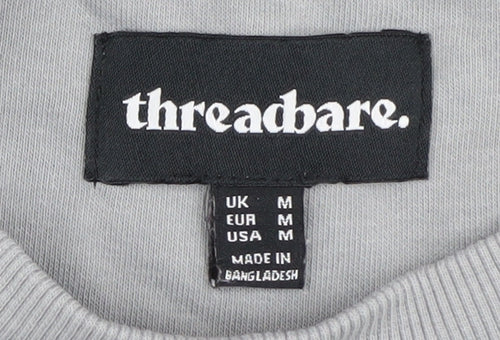 threadbare.
UK M
EUR M
USA M
MADE IN
BANGLADESH